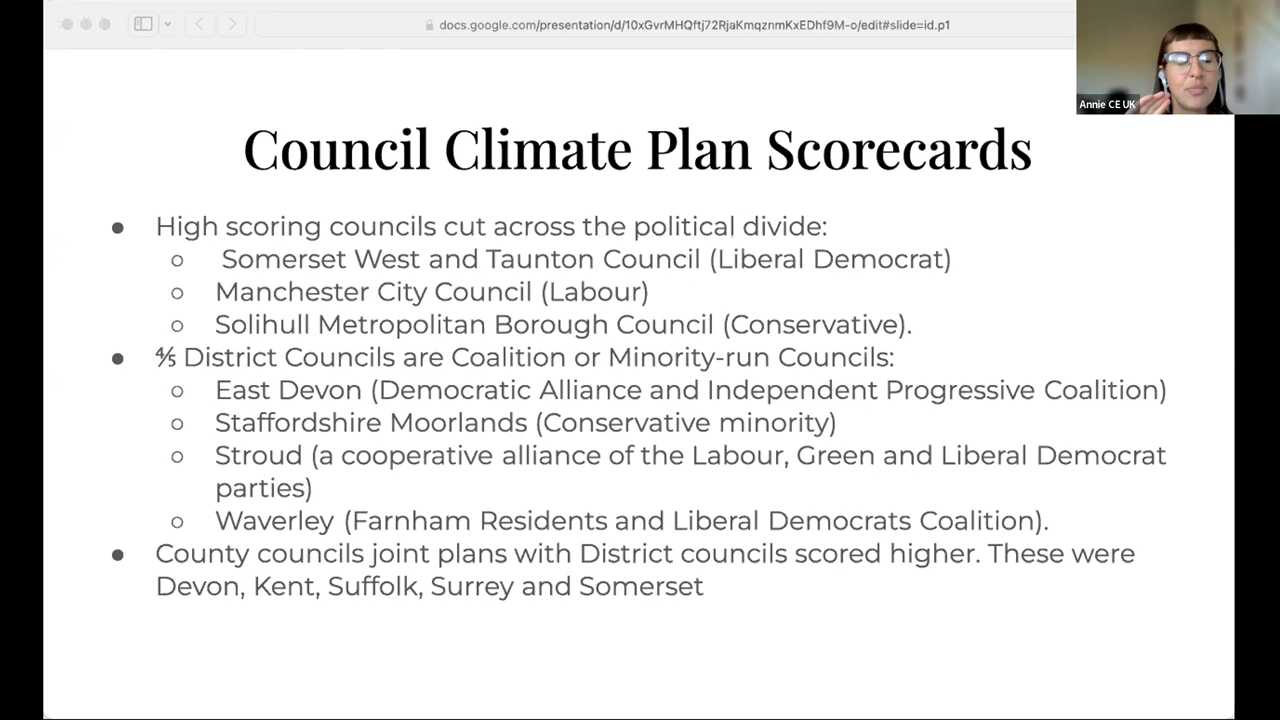 docs.google.com/presentation/d/10xGvrMHQftj72RjaKmqznmKxEDhf9M-o/edit#slide=id.p1
Annie CE UK
Council Climate Plan Scorecards
● High scoring councils cut across the political divide:
○ Somerset West and Taunton Council (Liberal Democrat)
○ Manchester City Council (Labour)
○ Solihull Metropolitan Borough Council (Conservative).
● ⅘ District Councils are Coalition or Minority-run Councils:
○ East Devon (Democratic Alliance and Independent Progressive Coalition)
○ Staffordshire Moorlands (Conservative minority)
○ Stroud (a cooperative alliance of the Labour, Green and Liberal Democrat
parties)
○ Waverley (Farnham Residents and Liberal Democrats Coalition).
● County councils joint plans with District councils scored higher. These were
Devon, Kent, Suffolk, Surrey and Somerset